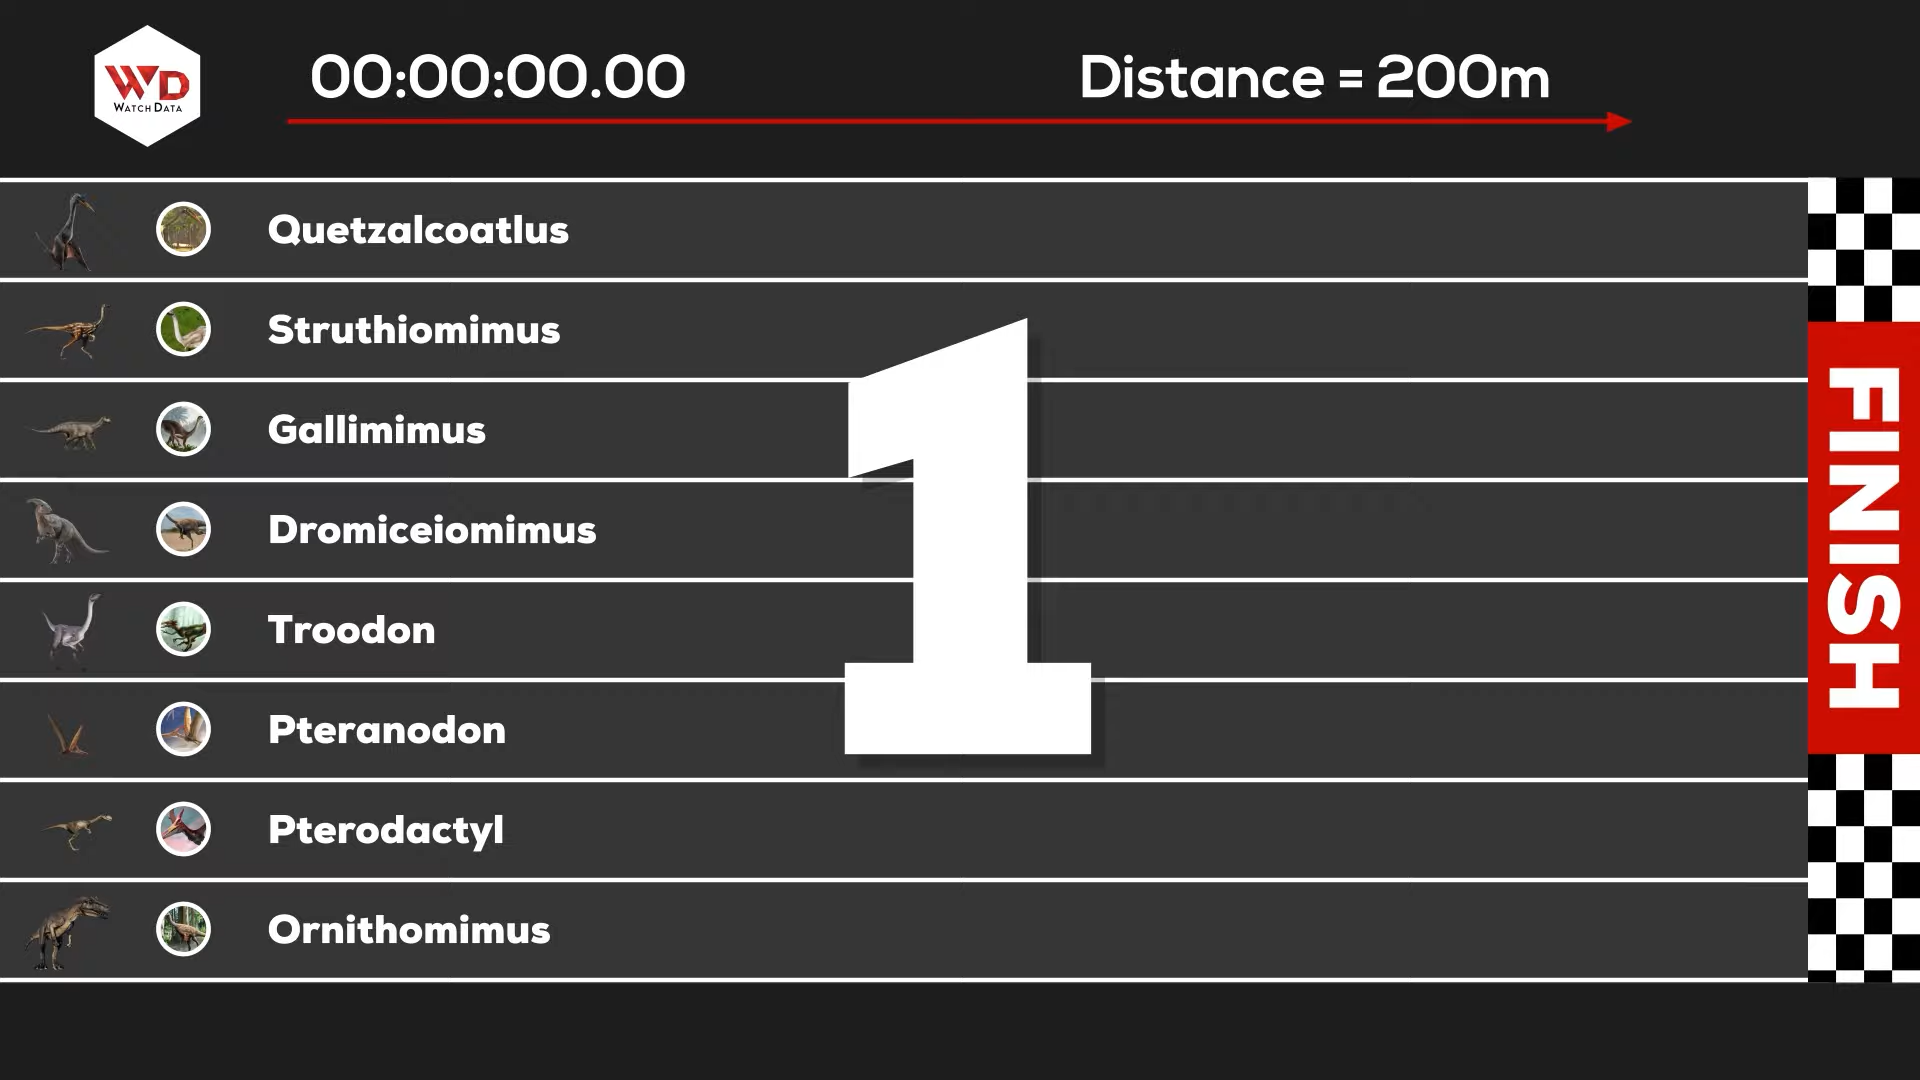 WD
WATCH DATA
00:00:00.00
Distance = 200m
Quetzalcoatlus
Struthiomimus
Gallimimus
Dromiceiomimus
Troodon
Pteranodon
Pterodactyl
Ornithomimus
1
FINISH